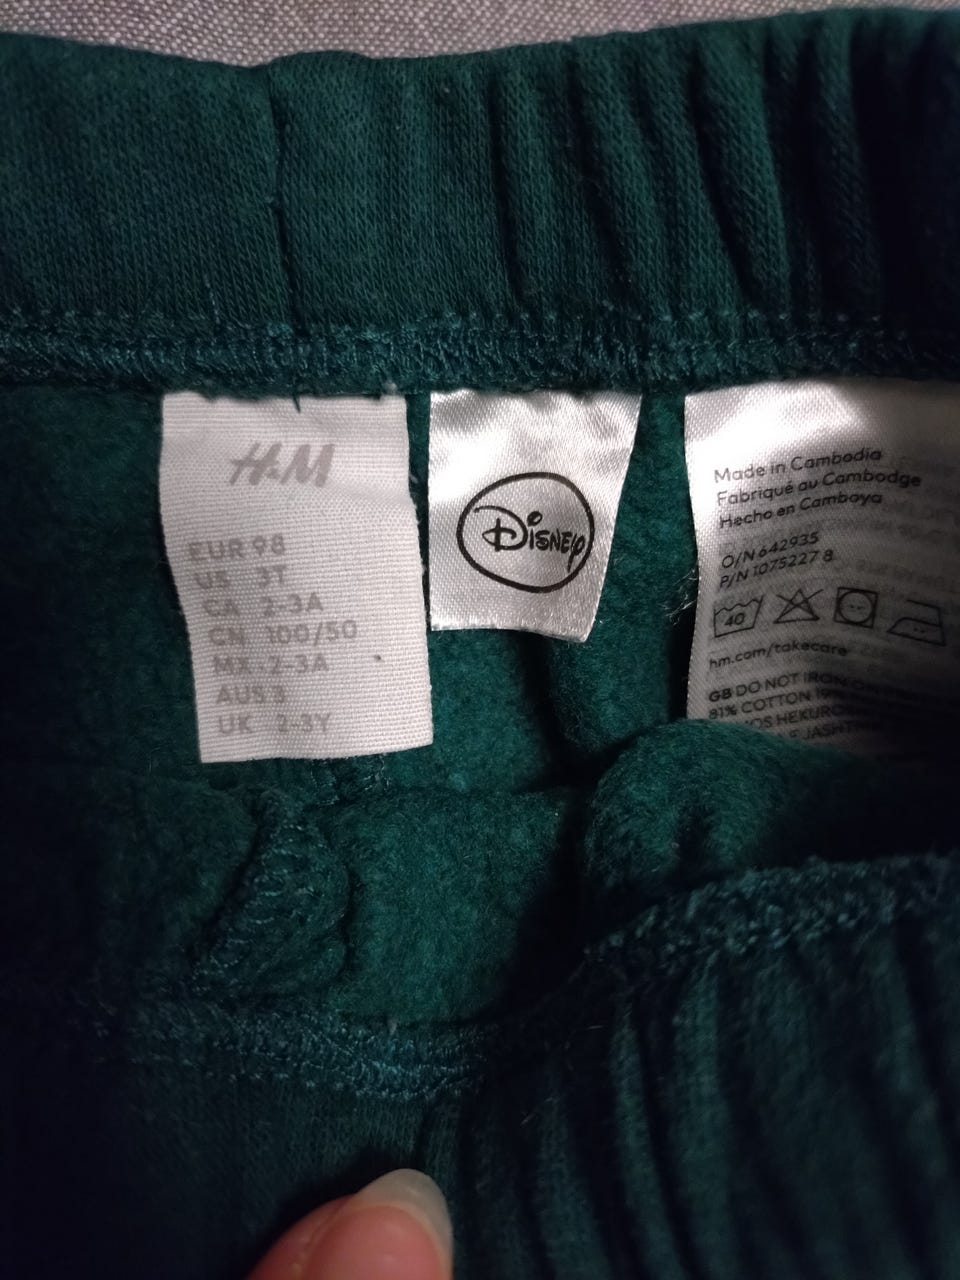 H&M
EUR 98
US 3T
CA 2-3A
CN 100/50
MX 2-3A
AUS 3
UK 2-3Y
Disney
Made in Cambodia
Fabriqué au Cambodge
Hecho en Camboya
O/N 642935
P/N 1075227 8
40
hm.com/takecare
GB DO NOT IRON ON
81% COTTON 19%
HEKURO